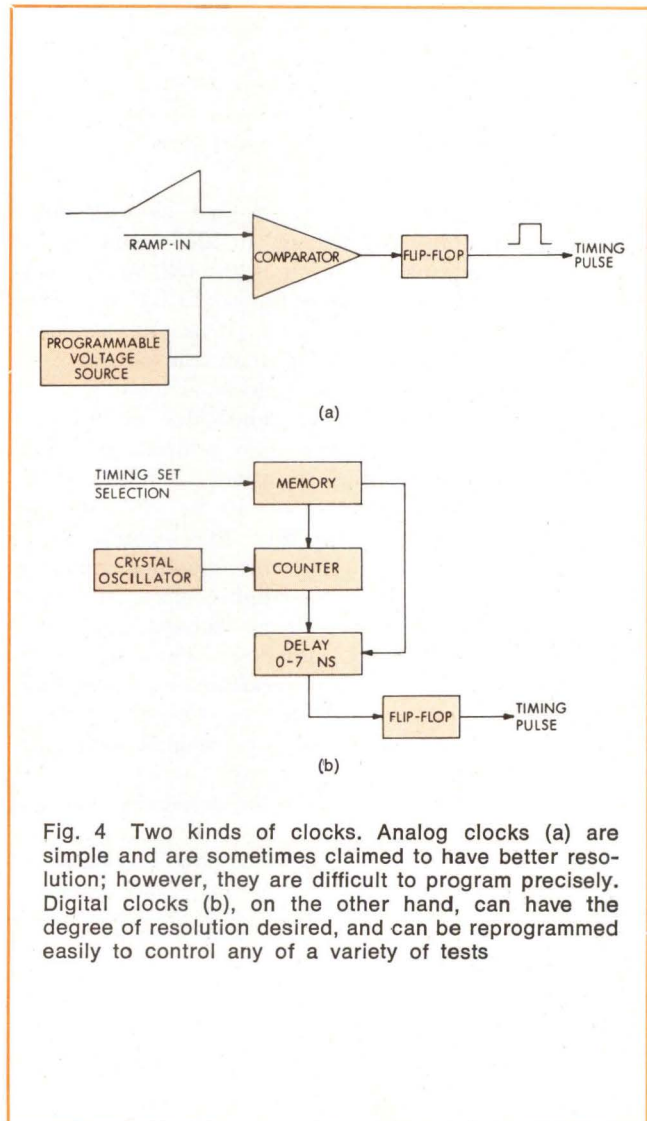 RAMP-IN
COMPARATOR
FLIP-FLOP
TIMING
PULSE
PROGRAMMABLE
VOLTAGE
SOURCE
(a)
TIMING SET
SELECTION
MEMORY
CRYSTAL
OSCILLATOR
COUNTER
DELAY
0-7 NS
FLIP-FLOP
TIMING
PULSE
(b)
Fig. 4 Two kinds of clocks. Analog clocks (a) are
simple and are sometimes claimed to have better reso-
lution; however, they are difficult to program precisely.
Digital clocks (b), on the other hand, can have the
degree of resolution desired, and can be reprogrammed
easily to control any of a variety of tests